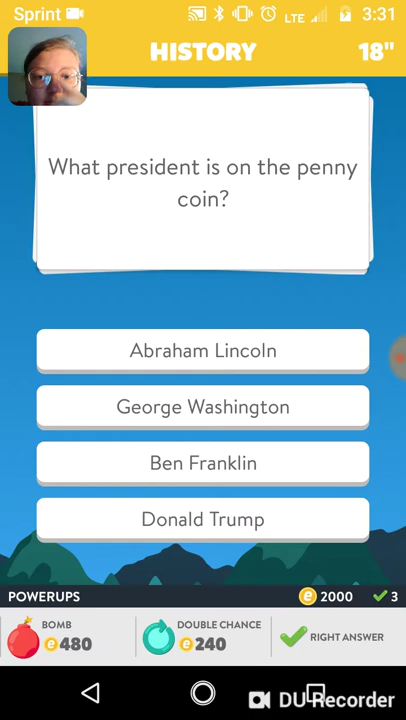 Sprint LTE 3:31
HISTORY 18"
What president is on the penny
coin?
Abraham Lincoln
George Washington
Ben Franklin
Donald Trump
POWERUPS e 2000 3
BOMB
e 480
DOUBLE CHANCE
e 240
RIGHT ANSWER
DU Recorder